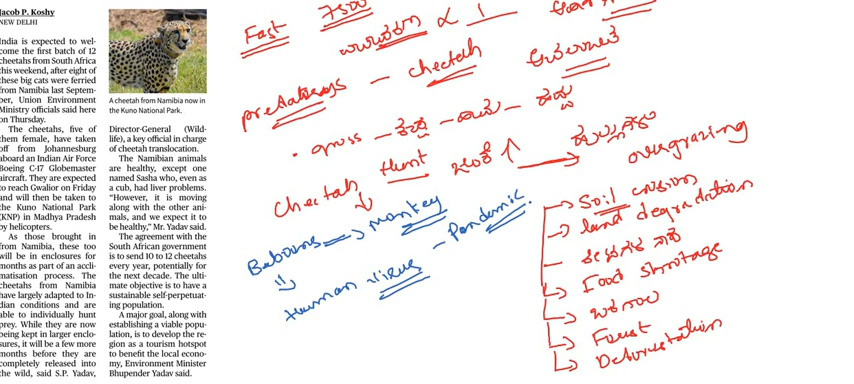 Jacob P. Koshy
NEW DELHI
India is expected to wel-
come the first batch of 12
cheetahs from South Africa
this weekend, after eight of
these big cats were ferried
from Namibia last Septem-
ber, Union Environment
Ministry officials said here
on Thursday.
The cheetahs, five of
them female, have taken
off from Johannesburg
aboard an Indian Air Force
Boeing C-17 Globemaster
aircraft. They are expected
to reach Gwalior on Friday
and will then be taken to
the Kuno National Park
(KNP) in Madhya Pradesh
by helicopters.
As those brought in
from Namibia, these too
will be in enclosures for
months as part of an accli-
matisation process. The
cheetahs from Namibia
have largely adapted to In-
dian conditions and are
able to individually hunt
prey. While they are now
being kept in larger enclo-
sures, it will be a few more
months before they are
completely released into
the wild, said S.P. Yadav,
A cheetah from Namibia now in
the Kuno National Park.
Director-General (Wild-
life), a key official in charge
of cheetah translocation.
The Namibian animals
are healthy, except one
named Sasha who, even as
a cub, had liver problems.
“However, it is moving
along with the other ani-
mals, and we expect it to
be healthy,” Mr. Yadav said.
The agreement with the
South African government
is to send 10 to 12 cheetahs
every year, potentially for
the next decade. The ulti-
mate objective is to have a
sustainable self-perpetuat-
ing population.
A major goal, along with
establishing a viable popu-
lation, is to develop the re-
gion as a tourism hotspot
to benefit the local econo-
my, Environment Minister
Bhupender Yadav said.
Fast
∝ 1
predators - cheetah
Cheetah Hunt ↑ → overgrazing
Baboons → monkey
Human virus - Pandemic.
Soil erosion
land degradation
Food shrotage
Forest
Deforestation